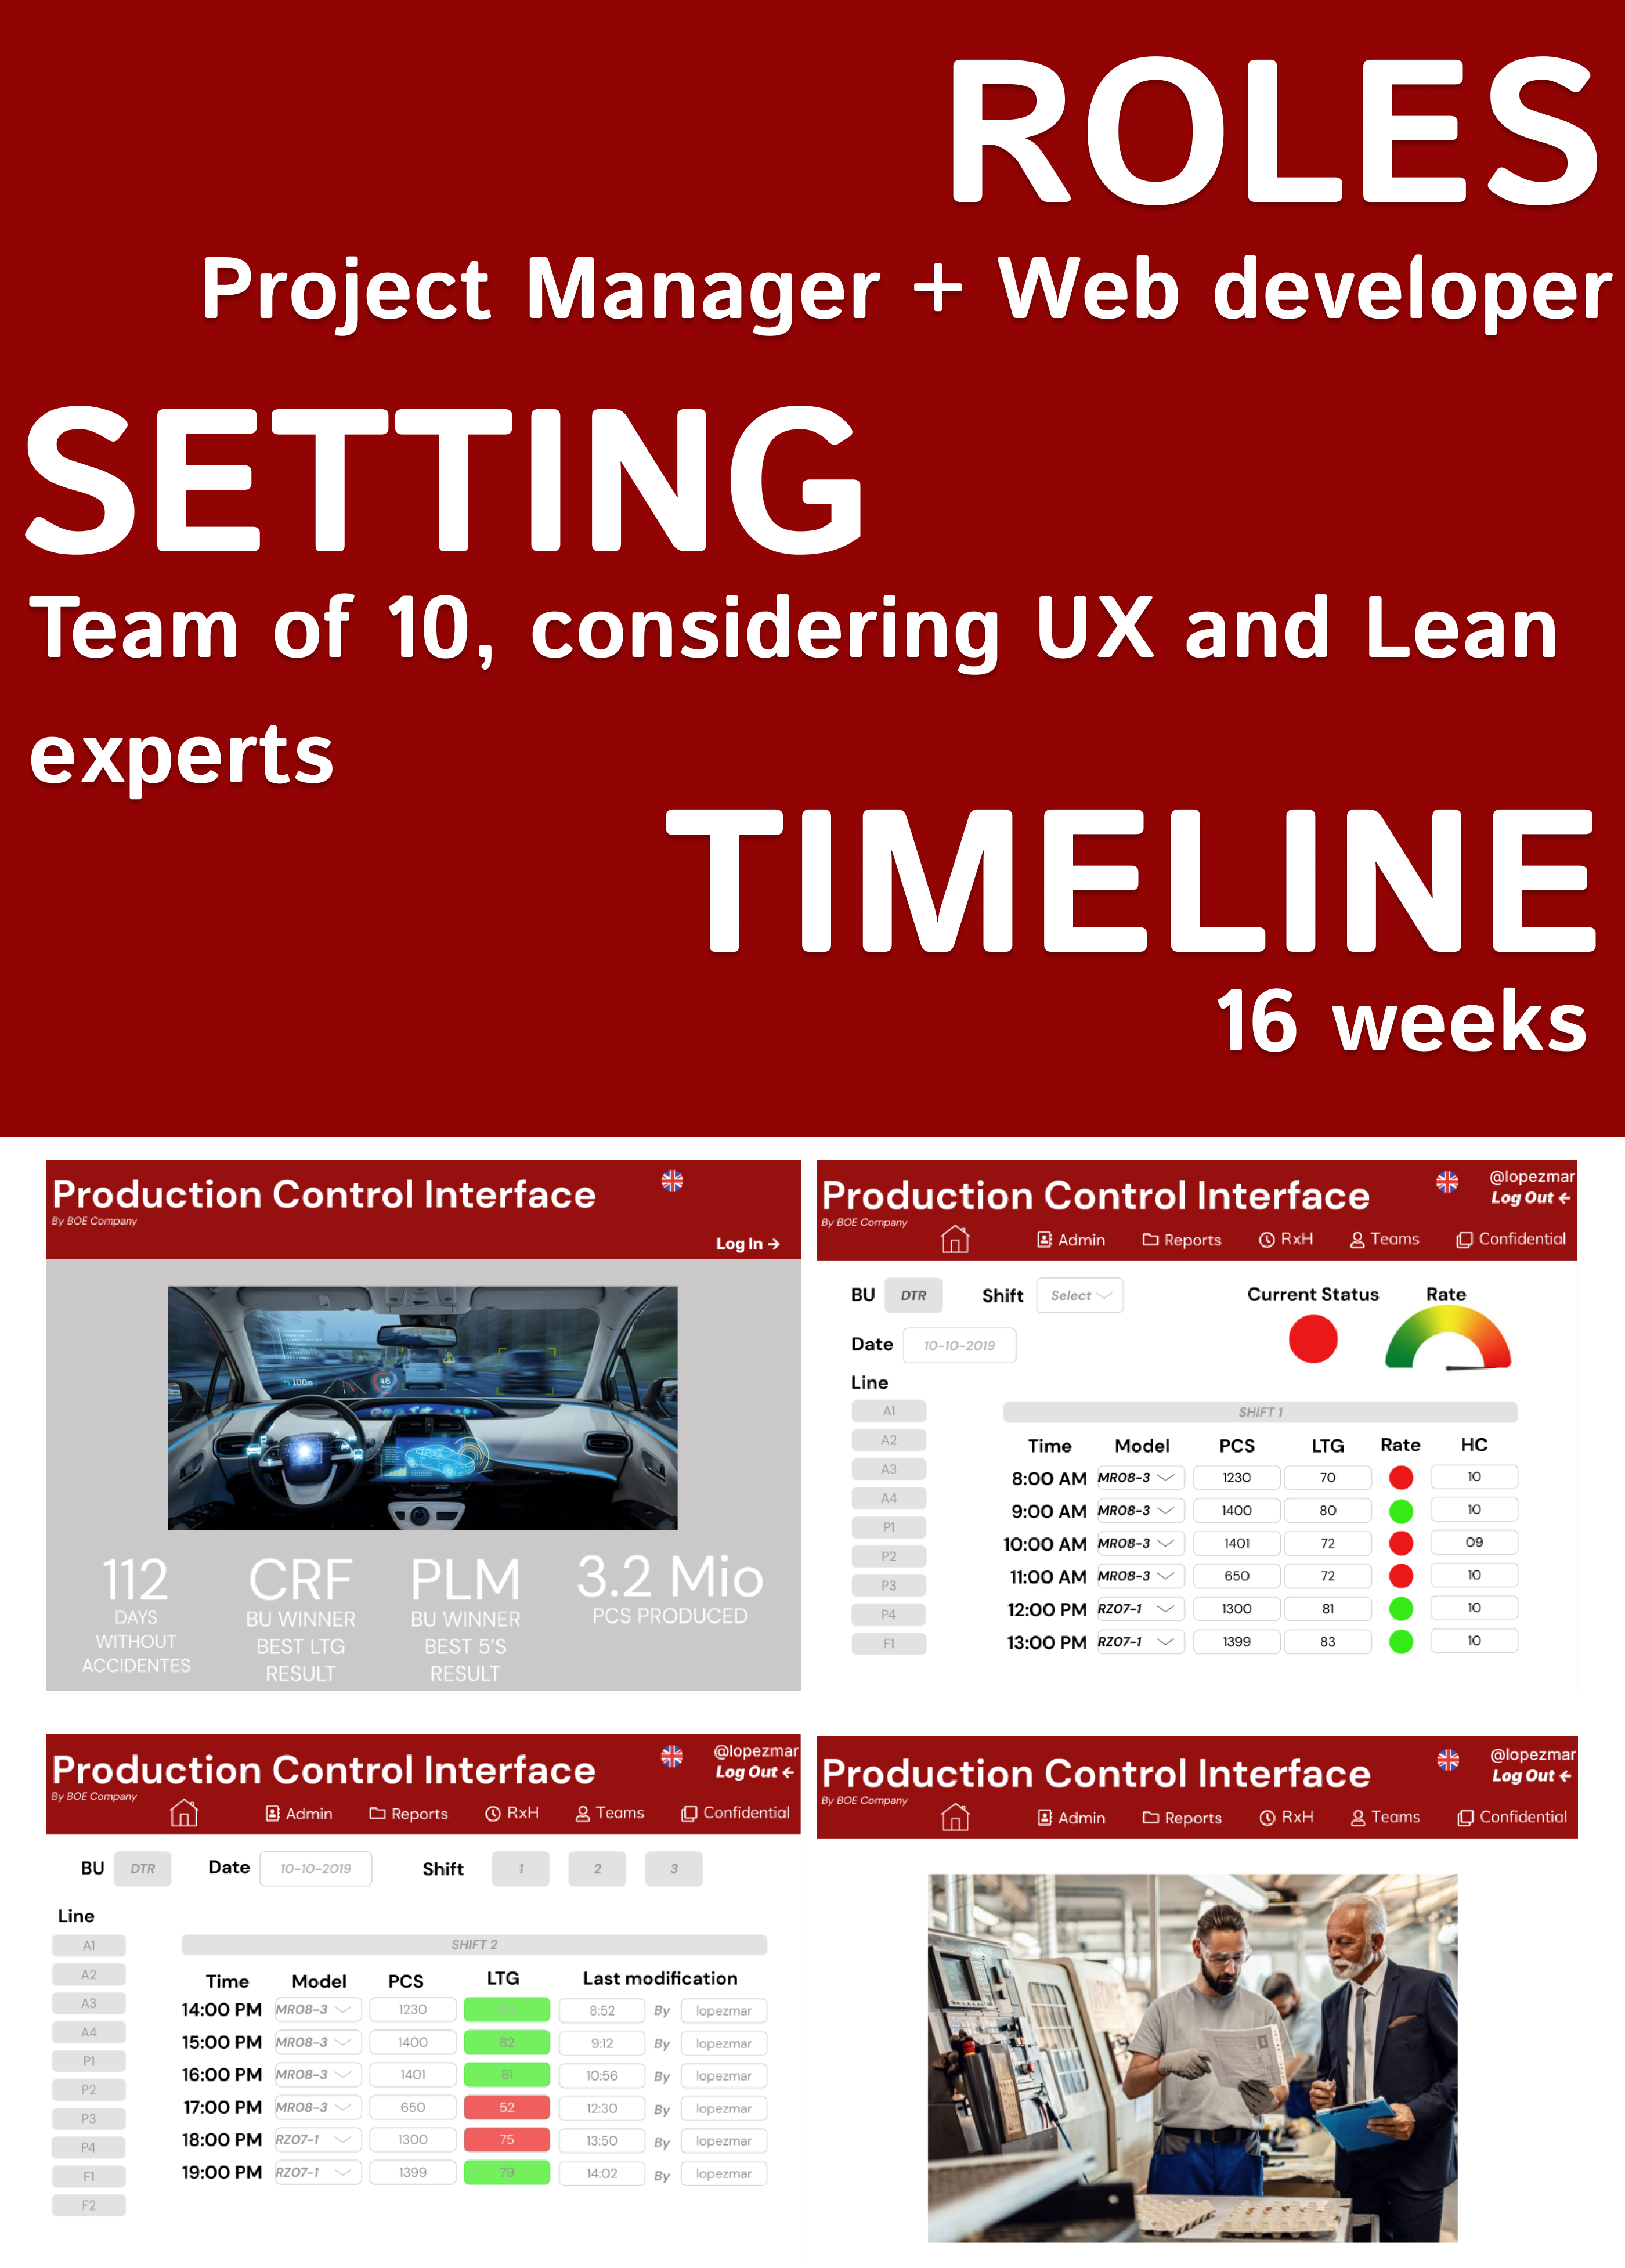 ROLES
Project Manager + Web developer
SETTING
Team of 10, considering UX and Lean
experts
TIMELINE
16 weeks
Production Control Interface
By BOE Company
Log In →
100m
48
112
DAYS
WITHOUT
ACCIDENTES
CRF
BU WINNER
BEST LTG
RESULT
PLM
BU WINNER
BEST 5'S
RESULT
3.2 Mio
PCS PRODUCED
Production Control Interface
By BOE Company
@lopezmar
Log Out ←
Admin Reports RxH Teams Confidential
BU DTR Shift Select Current Status Rate
Date 10-10-2019
Line
A1
A2
A3
A4
P1
P2
P3
P4
F1
SHIFT 1
Time Model PCS LTG Rate HC
8:00 AM MR08-3 1230 70 10
9:00 AM MR08-3 1400 80 10
10:00 AM MR08-3 1401 72 09
11:00 AM MR08-3 650 72 10
12:00 PM RZ07-1 1300 81 10
13:00 PM RZ07-1 1399 83 10
Production Control Interface
By BOE Company
@lopezmar
Log Out ←
Admin Reports RxH Teams Confidential
BU DTR Date 10-10-2019 Shift 1 2 3
Line
A1
A2
A3
A4
P1
P2
P3
P4
F1
F2
SHIFT 2
Time Model PCS LTG Last modification
14:00 PM MR08-3 1230 8:52 By lopezmar
15:00 PM MR08-3 1400 82 9:12 By lopezmar
16:00 PM MR08-3 1401 81 10:56 By lopezmar
17:00 PM MR08-3 650 52 12:30 By lopezmar
18:00 PM RZ07-1 1300 75 13:50 By lopezmar
19:00 PM RZ07-1 1399 79 14:02 By lopezmar
Production Control Interface
By BOE Company
@lopezmar
Log Out ←
Admin Reports RxH Teams Confidential